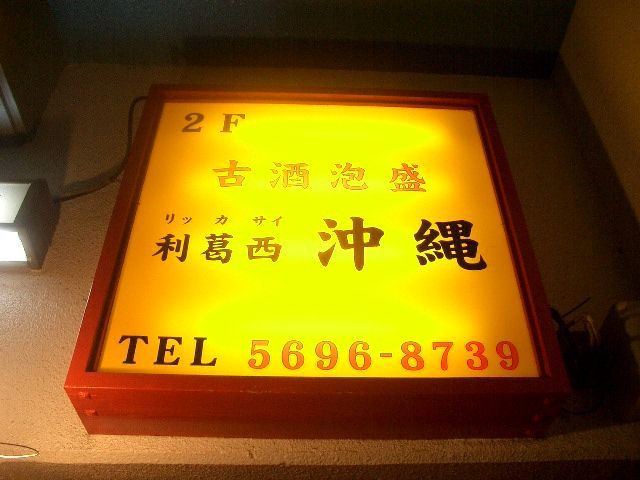 2F
古酒泡盛
リッカサイ
利葛西 沖縄
TEL 5696-8739